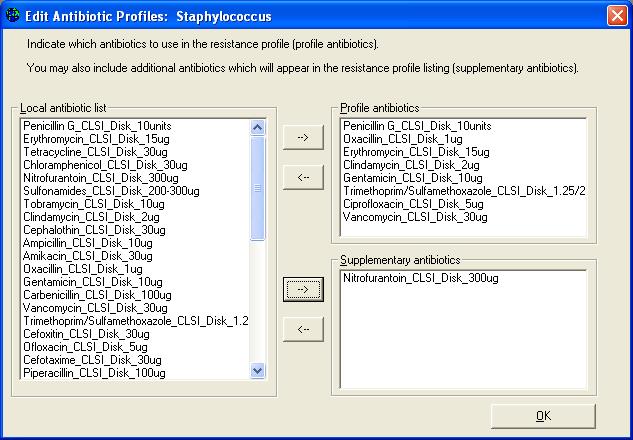 Edit Antibiotic Profiles:  Staphylococcus
Indicate which antibiotics to use in the resistance profile (profile antibiotics).
You may also include additional antibiotics which will appear in the resistance profile listing (supplementary antibiotics).
Local antibiotic list
Penicillin G_CLSI_Disk_10units
Erythromycin_CLSI_Disk_15ug
Tetracycline_CLSI_Disk_30ug
Chloramphenicol_CLSI_Disk_30ug
Nitrofurantoin_CLSI_Disk_300ug
Sulfonamides_CLSI_Disk_200-300ug
Tobramycin_CLSI_Disk_10ug
Clindamycin_CLSI_Disk_2ug
Cephalothin_CLSI_Disk_30ug
Ampicillin_CLSI_Disk_10ug
Amikacin_CLSI_Disk_30ug
Oxacillin_CLSI_Disk_1ug
Gentamicin_CLSI_Disk_10ug
Carbenicillin_CLSI_Disk_100ug
Vancomycin_CLSI_Disk_30ug
Trimethoprim/Sulfamethoxazole_CLSI_Disk_1.2
Cefoxitin_CLSI_Disk_30ug
Ofloxacin_CLSI_Disk_5ug
Cefotaxime_CLSI_Disk_30ug
Piperacillin_CLSI_Disk_100ug
-->
<--
-->
<--
Profile antibiotics
Penicillin G_CLSI_Disk_10units
Oxacillin_CLSI_Disk_1ug
Erythromycin_CLSI_Disk_15ug
Clindamycin_CLSI_Disk_2ug
Gentamicin_CLSI_Disk_10ug
Trimethoprim/Sulfamethoxazole_CLSI_Disk_1.25/2
Ciprofloxacin_CLSI_Disk_5ug
Vancomycin_CLSI_Disk_30ug
Supplementary antibiotics
Nitrofurantoin_CLSI_Disk_300ug
OK